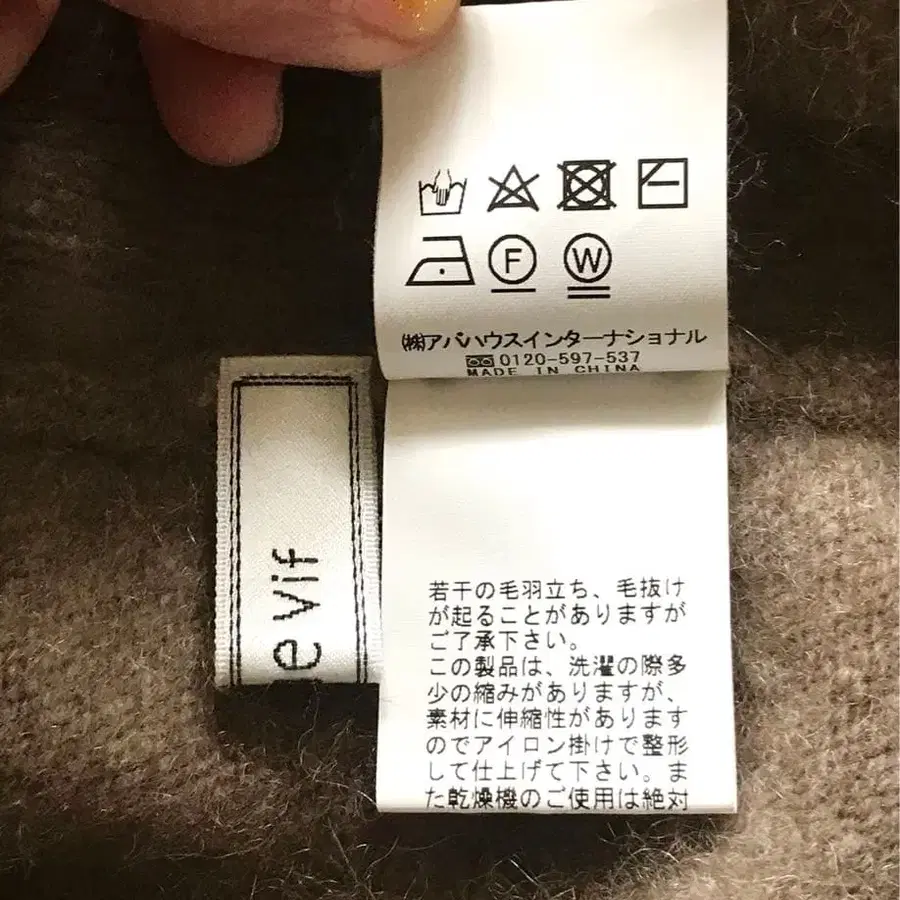 F
W
㈱アバハウスインターナショナル
0120-597-537
MADE IN CHINA
e vif
若干の毛羽立ち、毛抜け
が起ることがありますが
ご了承下さい。
この製品は、洗濯の際多
少の縮みがありますが、
素材に伸縮性があります
のでアイロン掛けで整形
して仕上げて下さい。ま
た乾燥機のご使用は絶対